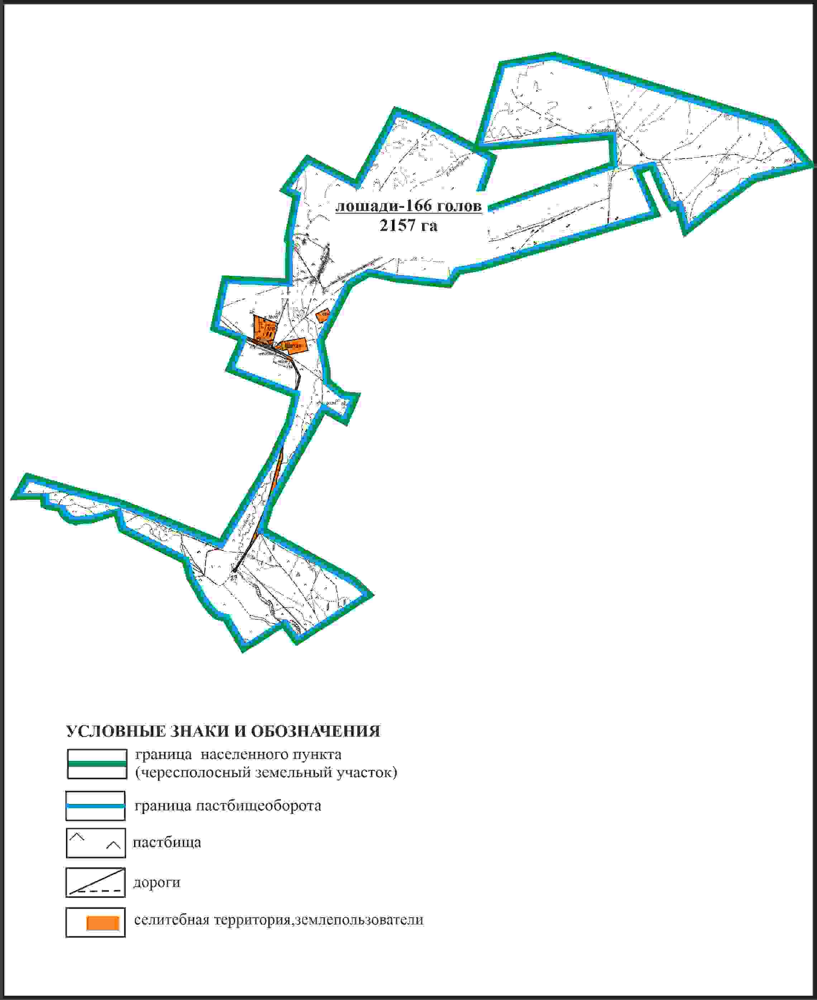 лошади-166 голов
2157 га
Шатап
УСЛОВНЫЕ ЗНАКИ И ОБОЗНАЧЕНИЯ
граница населенного пункта
(чересполосный земельный участок)
граница пастбищеоборота
пастбища
дороги
селитебная территория,землепользователи